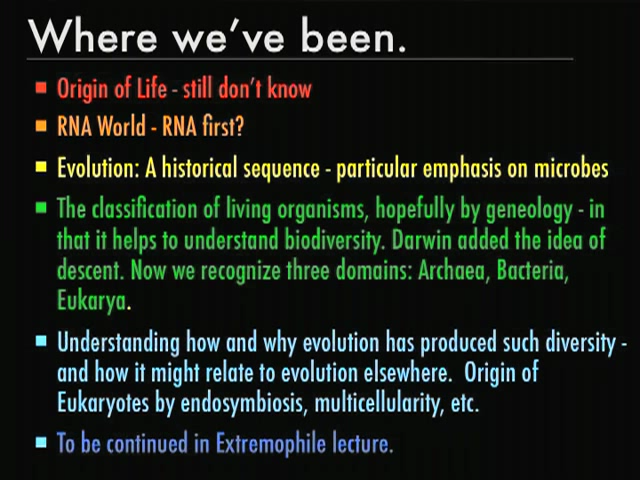 Where we've been.
Origin of Life - still don't know
RNA World - RNA first?
Evolution: A historical sequence - particular emphasis on microbes
The classification of living organisms, hopefully by geneology - in
that it helps to understand biodiversity. Darwin added the idea of
descent. Now we recognize three domains: Archaea, Bacteria,
Eukarya.
Understanding how and why evolution has produced such diversity -
and how it might relate to evolution elsewhere. Origin of
Eukaryotes by endosymbiosis, multicellularity, etc.
To be continued in Extremophile lecture.